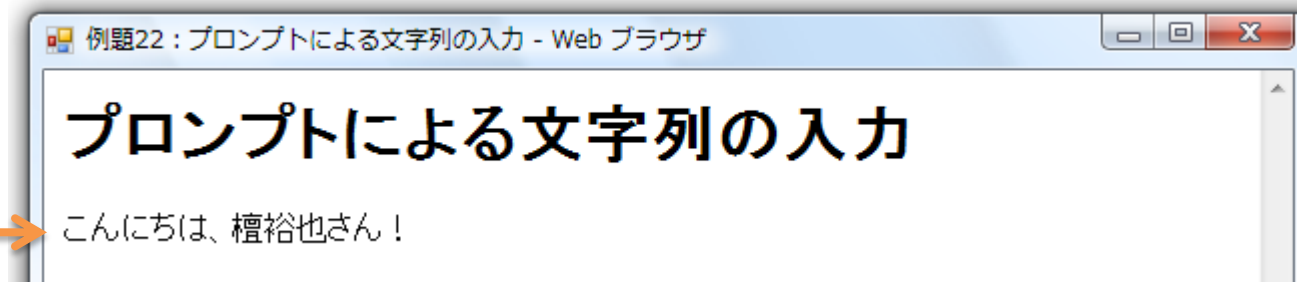 例題22：プロンプトによる文字列の入力 - Web ブラウザ
プロンプトによる文字列の入力
こんにちは、檀裕也さん！